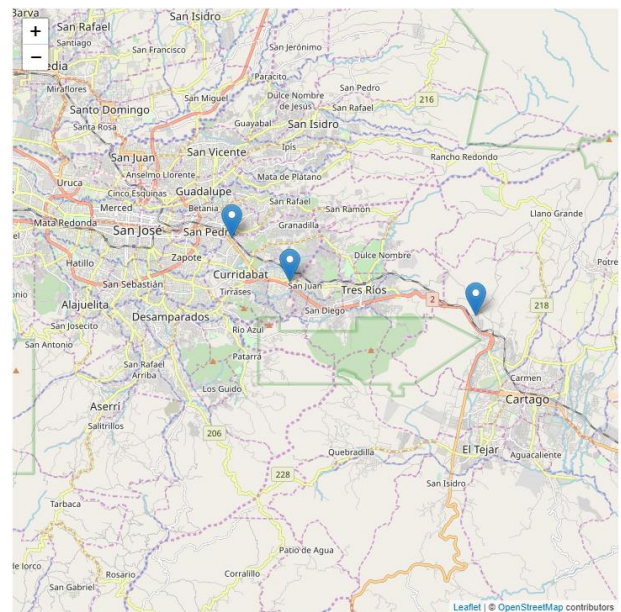 Barva
San Rafael
San Isidro
+
Santiago
San Jerónimo
San Francisco
−
Miraflores
Paracito
San Pedro
Santo Domingo
San Miguel
Dulce Nombre
de Jesus
San Rafael
216
Santa Rosa
Guayabal
San Isidro
San Juan
San Vicente
Ipís
Rancho Redondo
Anselmo Llorente
Uruca
Cinco Esquinas
Guadalupe
Mata de Plátano
Merced
Betania
San Rafael
San Ramón
Llano Grande
Mata Redonda
San José
San Pedro
Granadilla
Zapote
Dulce Nombre
Hatillo
Curridabat
San Sebastián
Tirrases
San Juan
Tres Ríos
2
218
Alajuelita
Desamparados
San Diego
San Josecito
Río Azul
San Antonio
Patarra
San Rafael
Arriba
Los Guido
Carmen
Aserrí
Cartago
Salitrillos
206
El Tejar
Quebradilla
Aguacaliente
228
San Isidro
Tarbaca
Patio de Agua
Rosario
Corralillo
San Gabriel
Leaflet | © OpenStreetMap contributors